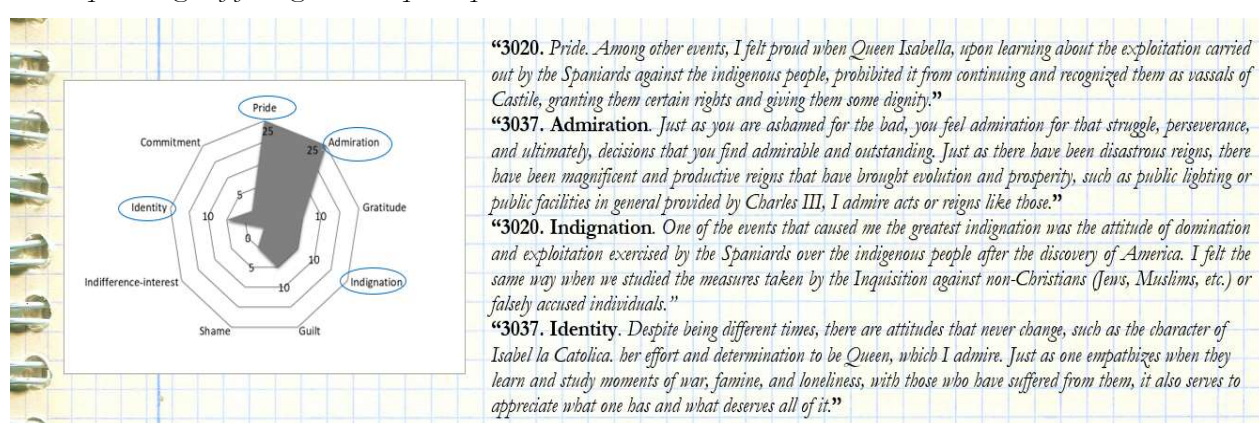 Pride
25
Commitment
25
Admiration
5
Identity
10
10
Gratitude
0
10
5
Indifference-interest
10
Indignation
Shame
Guilt
“3020. Pride. Among other events, I felt proud when Queen Isabella, upon learning about the exploitation carried
out by the Spaniards against the indigenous people, prohibited it from continuing and recognized them as vassals of
Castile, granting them certain rights and giving them some dignity.”
“3037. Admiration. Just as you are ashamed for the bad, you feel admiration for that struggle, perseverance,
and ultimately, decisions that you find admirable and outstanding. Just as there have been disastrous reigns, there
have been magnificent and productive reigns that have brought evolution and prosperity, such as public lighting or
public facilities in general provided by Charles III, I admire acts or reigns like those.”
“3020. Indignation. One of the events that caused me the greatest indignation was the attitude of domination
and exploitation exercised by the Spaniards over the indigenous people after the discovery of America. I felt the
same way when we studied the measures taken by the Inquisition against non-Christians (Jews, Muslims, etc.) or
falsely accused individuals.”
“3037. Identity. Despite being different times, there are attitudes that never change, such as the character of
Isabel la Catolica. her effort and determination to be Queen, which I admire. Just as one empathizes when they
learn and study moments of war, famine, and loneliness, with those who have suffered from them, it also serves to
appreciate what one has and what deserves all of it.”